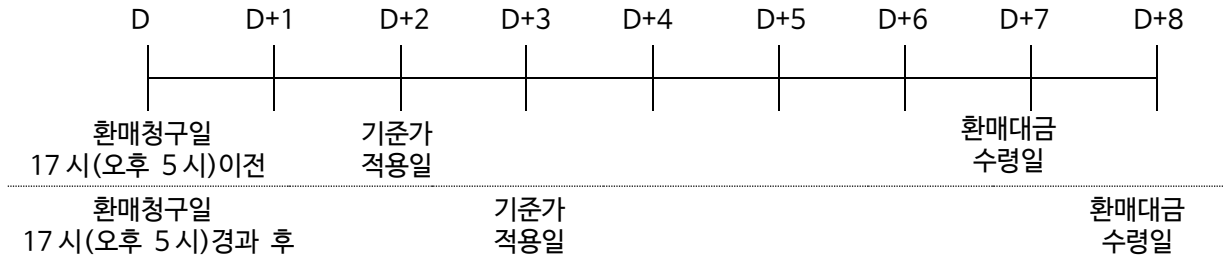 D D+1 D+2 D+3 D+4 D+5 D+6 D+7 D+8
환매청구일 기준가 환매대금
17 시(오후 5 시)이전 적용일 수령일
환매청구일 기준가 환매대금
17 시(오후 5 시)경과 후 적용일 수령일